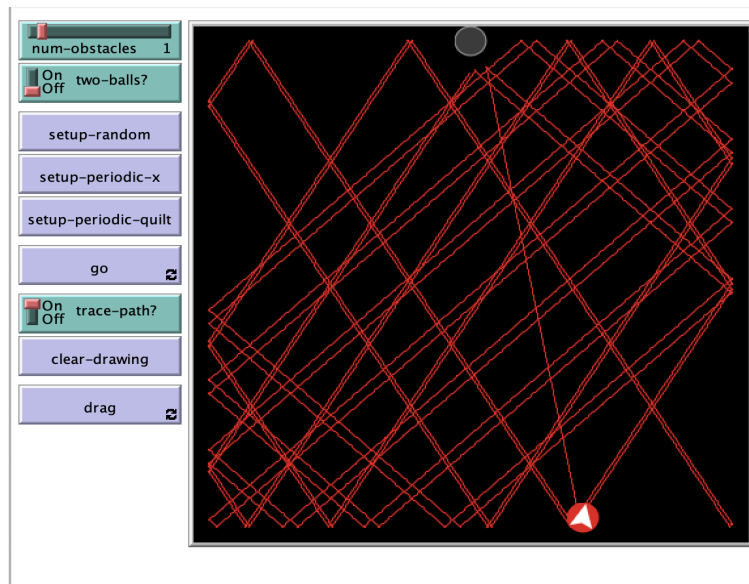 num-obstacles 1
On
Off
two-balls?
setup-random
setup-periodic-x
setup-periodic-quilt
go
On
Off
trace-path?
clear-drawing
drag